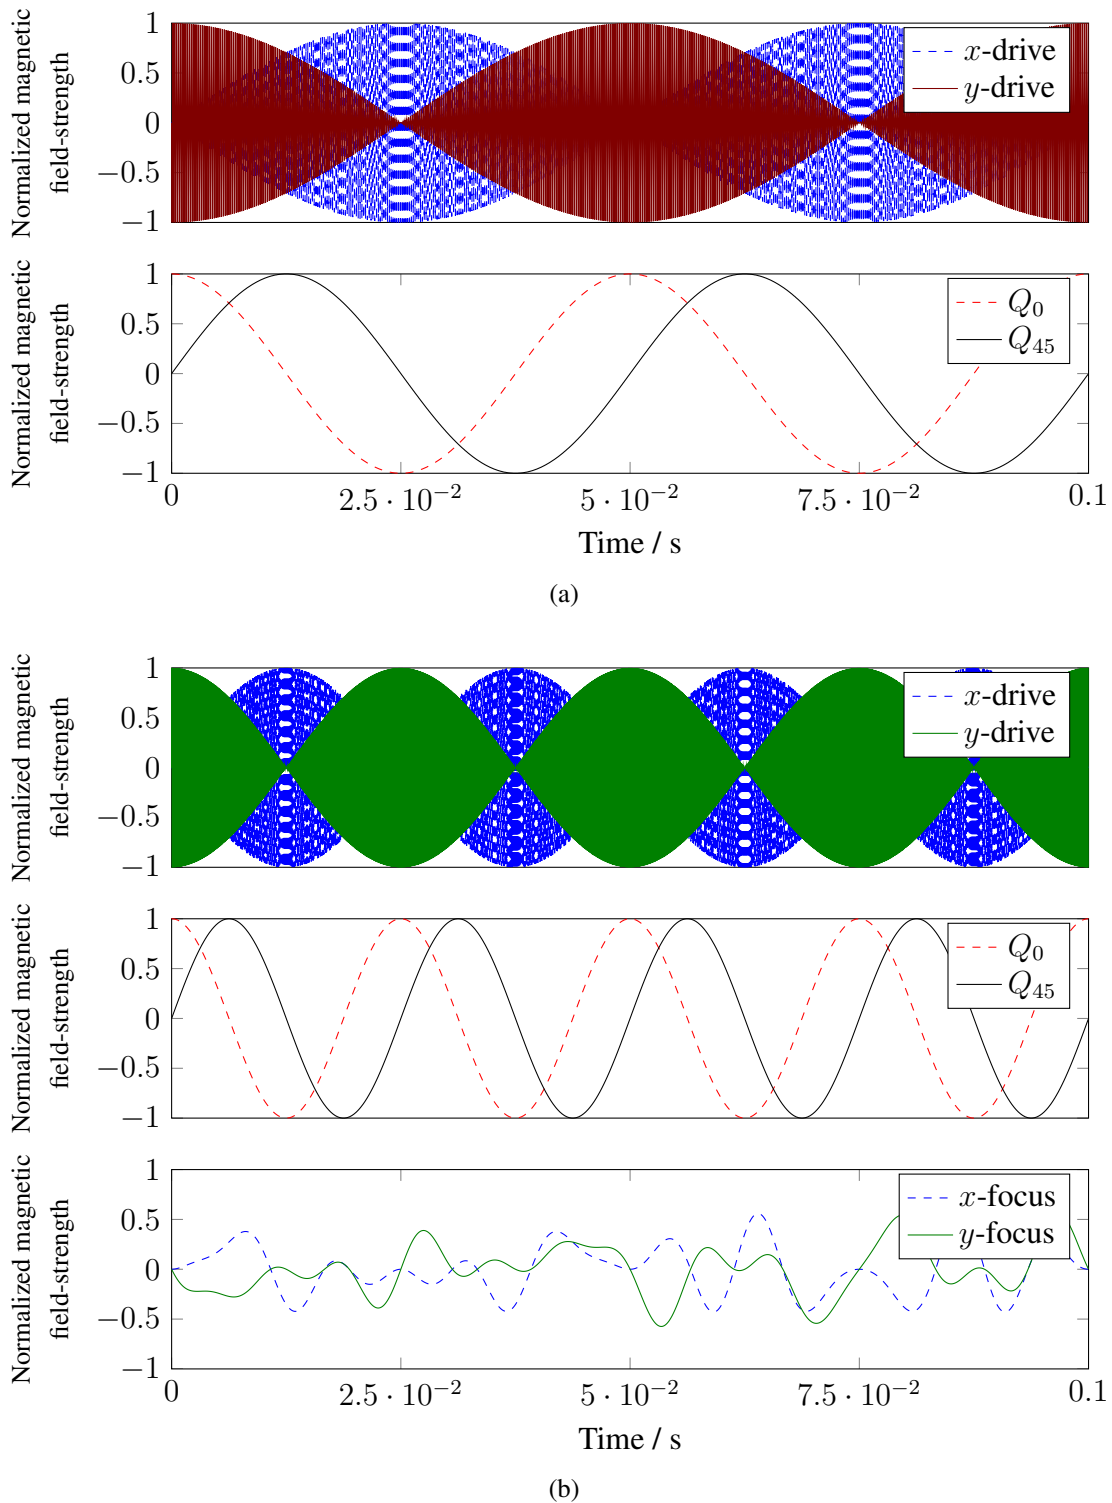 Normalized magnetic
field-strength
1
0.5
0
−0.5
−1
x-drive
y-drive
Normalized magnetic
field-strength
1
0.5
0
−0.5
−1
Q₀
Q₄₅
0
2.5 · 10⁻²
5 · 10⁻²
7.5 · 10⁻²
0.1
Time / s
(a)
Normalized magnetic
field-strength
1
0.5
0
−0.5
−1
x-drive
y-drive
Normalized magnetic
field-strength
1
0.5
0
−0.5
−1
Q₀
Q₄₅
Normalized magnetic
field-strength
1
0.5
0
−0.5
−1
x-focus
y-focus
0
2.5 · 10⁻²
5 · 10⁻²
7.5 · 10⁻²
0.1
Time / s
(b)